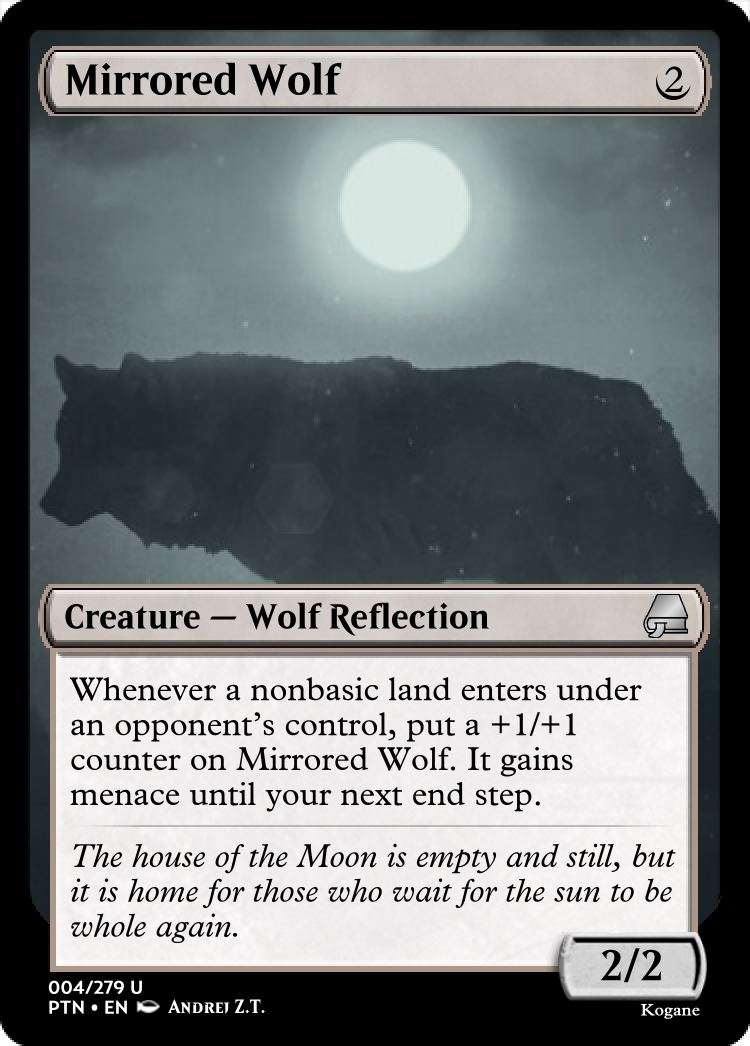 Mirrored Wolf 2
Creature — Wolf Reflection
Whenever a nonbasic land enters under
an opponent's control, put a +1/+1
counter on Mirrored Wolf. It gains
menace until your next end step.
The house of the Moon is empty and still, but
it is home for those who wait for the sun to be
whole again.
2/2
004/279 U
PTN • EN Andrej Z.T.
Kogane